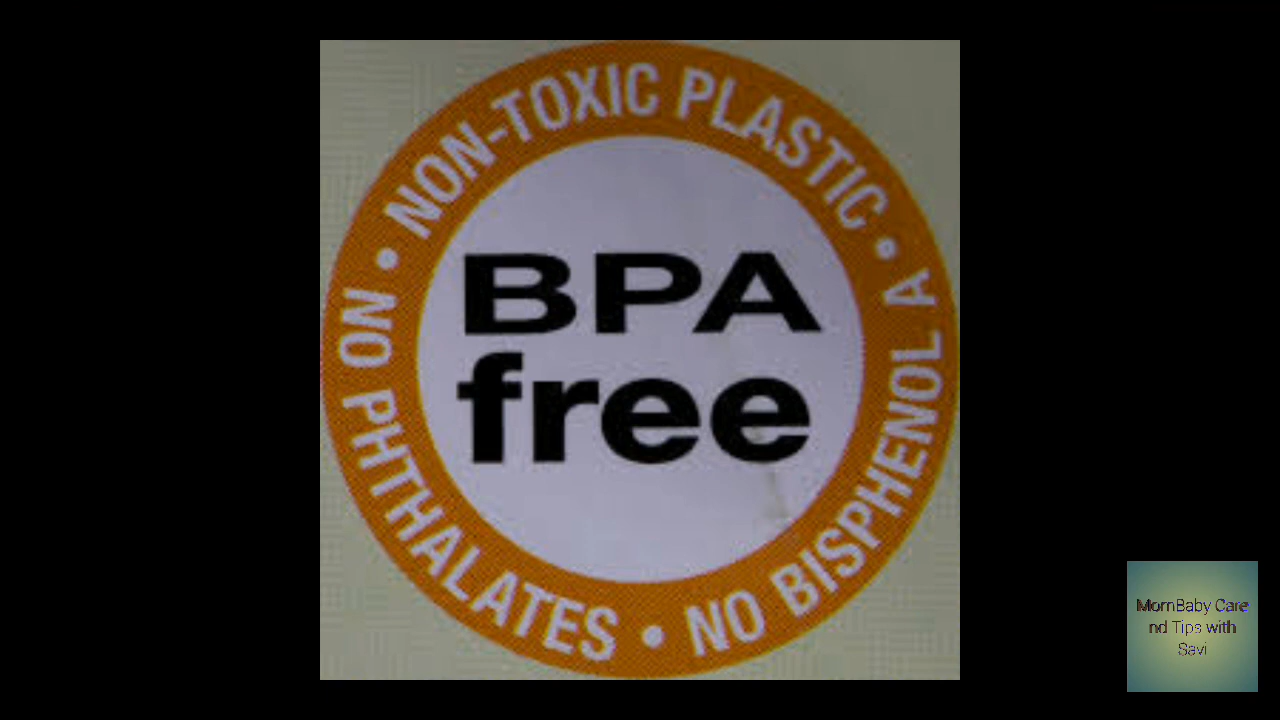 NON-TOXIC PLASTIC • NO BISPHENOL A
• NO PHTHALATES
BPA
free
MomBaby Care
nd Tips with
Savi